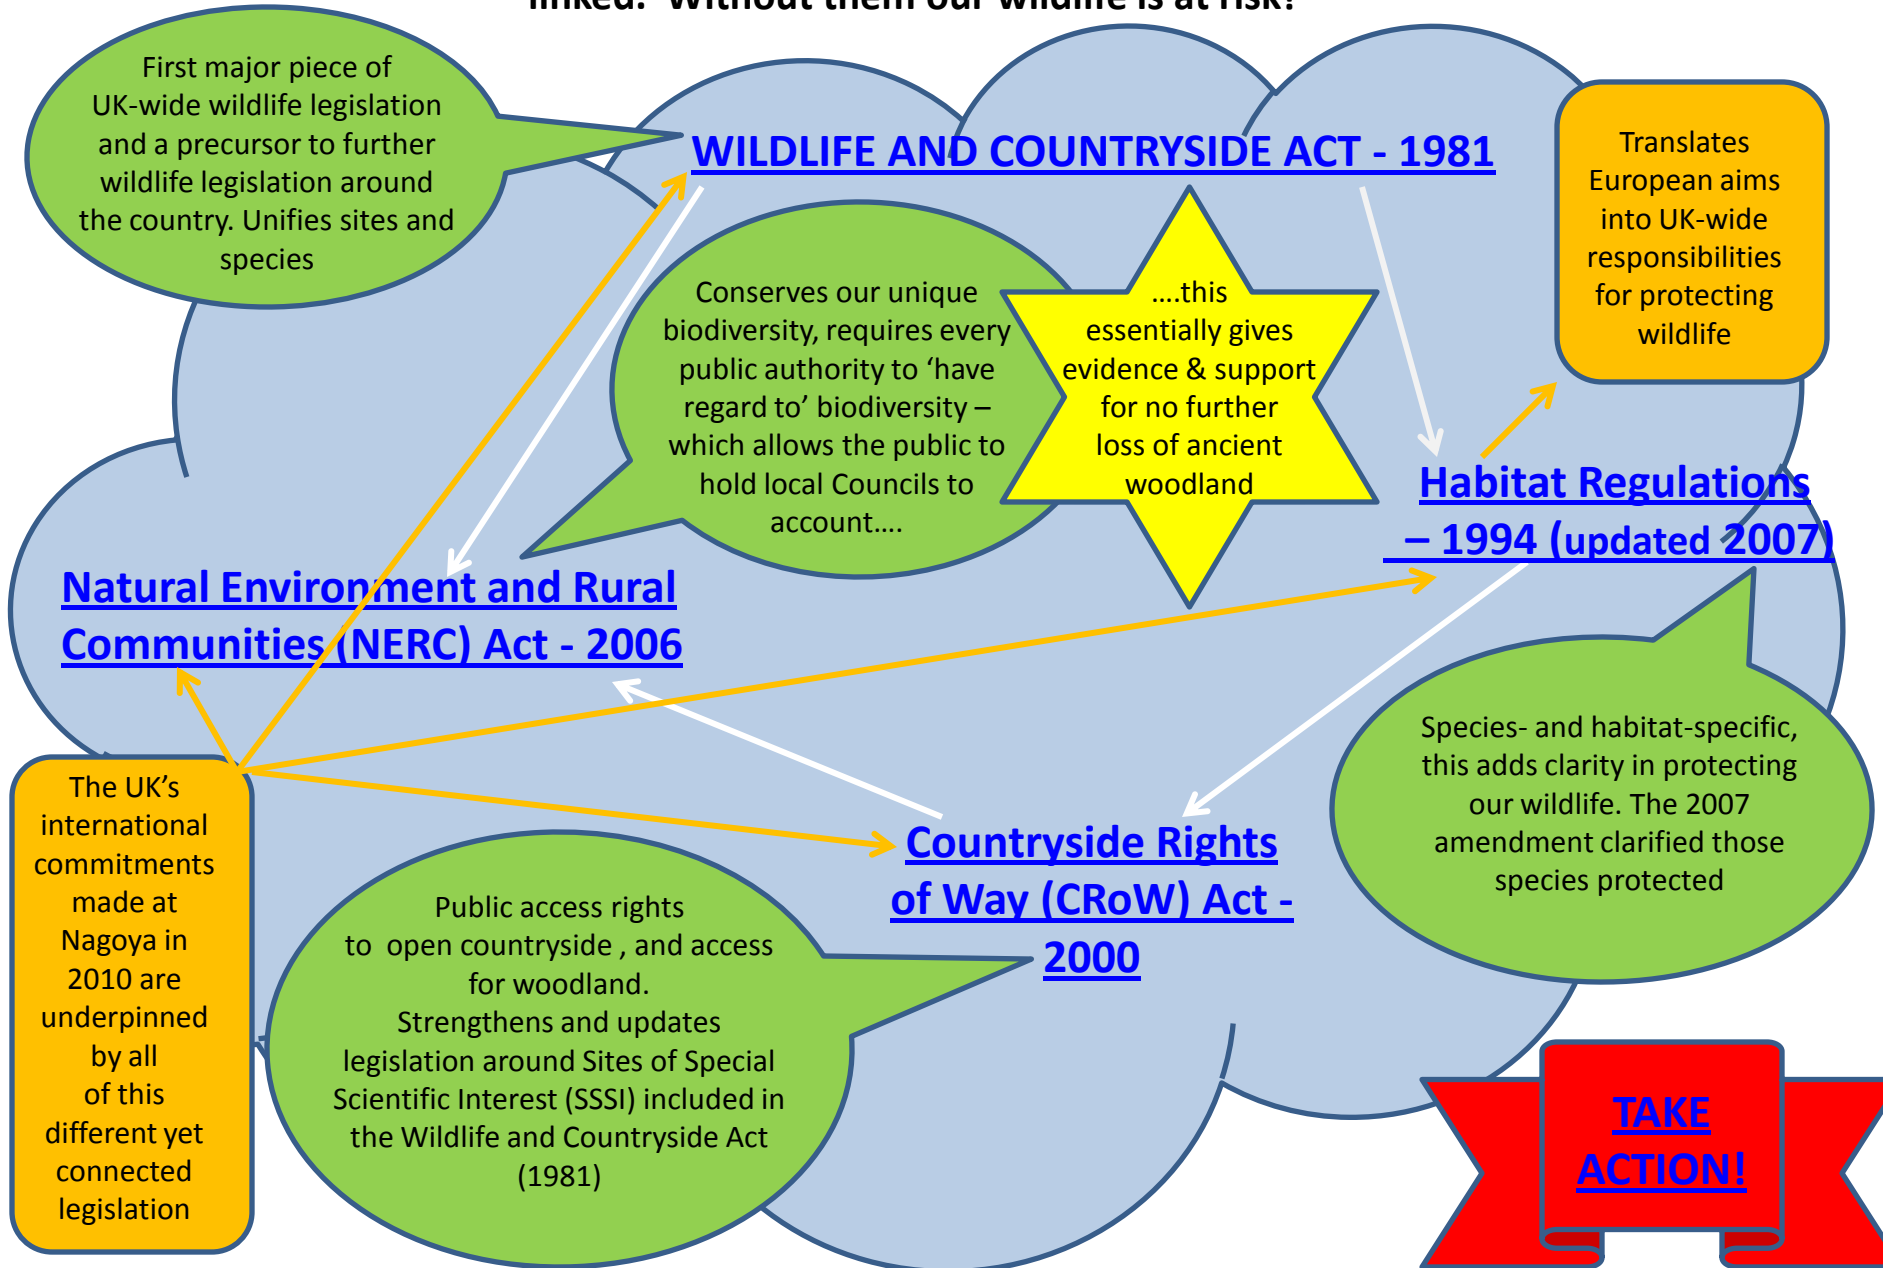 linked. Without them our wildlife is at risk!
First major piece of
UK-wide wildlife legislation
and a precursor to further
wildlife legislation around
the country. Unifies sites and
species
WILDLIFE AND COUNTRYSIDE ACT - 1981
Translates
European aims
into UK-wide
responsibilities
for protecting
wildlife
Conserves our unique
biodiversity, requires every
public authority to ‘have
regard to’ biodiversity –
which allows the public to
hold local Councils to
account....
....this
essentially gives
evidence & support
for no further
loss of ancient
woodland
Habitat Regulations
– 1994 (updated 2007)
Natural Environment and Rural
Communities (NERC) Act - 2006
Species- and habitat-specific,
this adds clarity in protecting
our wildlife. The 2007
amendment clarified those
species protected
The UK’s
international
commitments
made at
Nagoya in
2010 are
underpinned
by all
of this
different yet
connected
legislation
Countryside Rights
of Way (CRoW) Act -
2000
Public access rights
to open countryside , and access
for woodland.
Strengthens and updates
legislation around Sites of Special
Scientific Interest (SSSI) included in
the Wildlife and Countryside Act
(1981)
TAKE
ACTION!